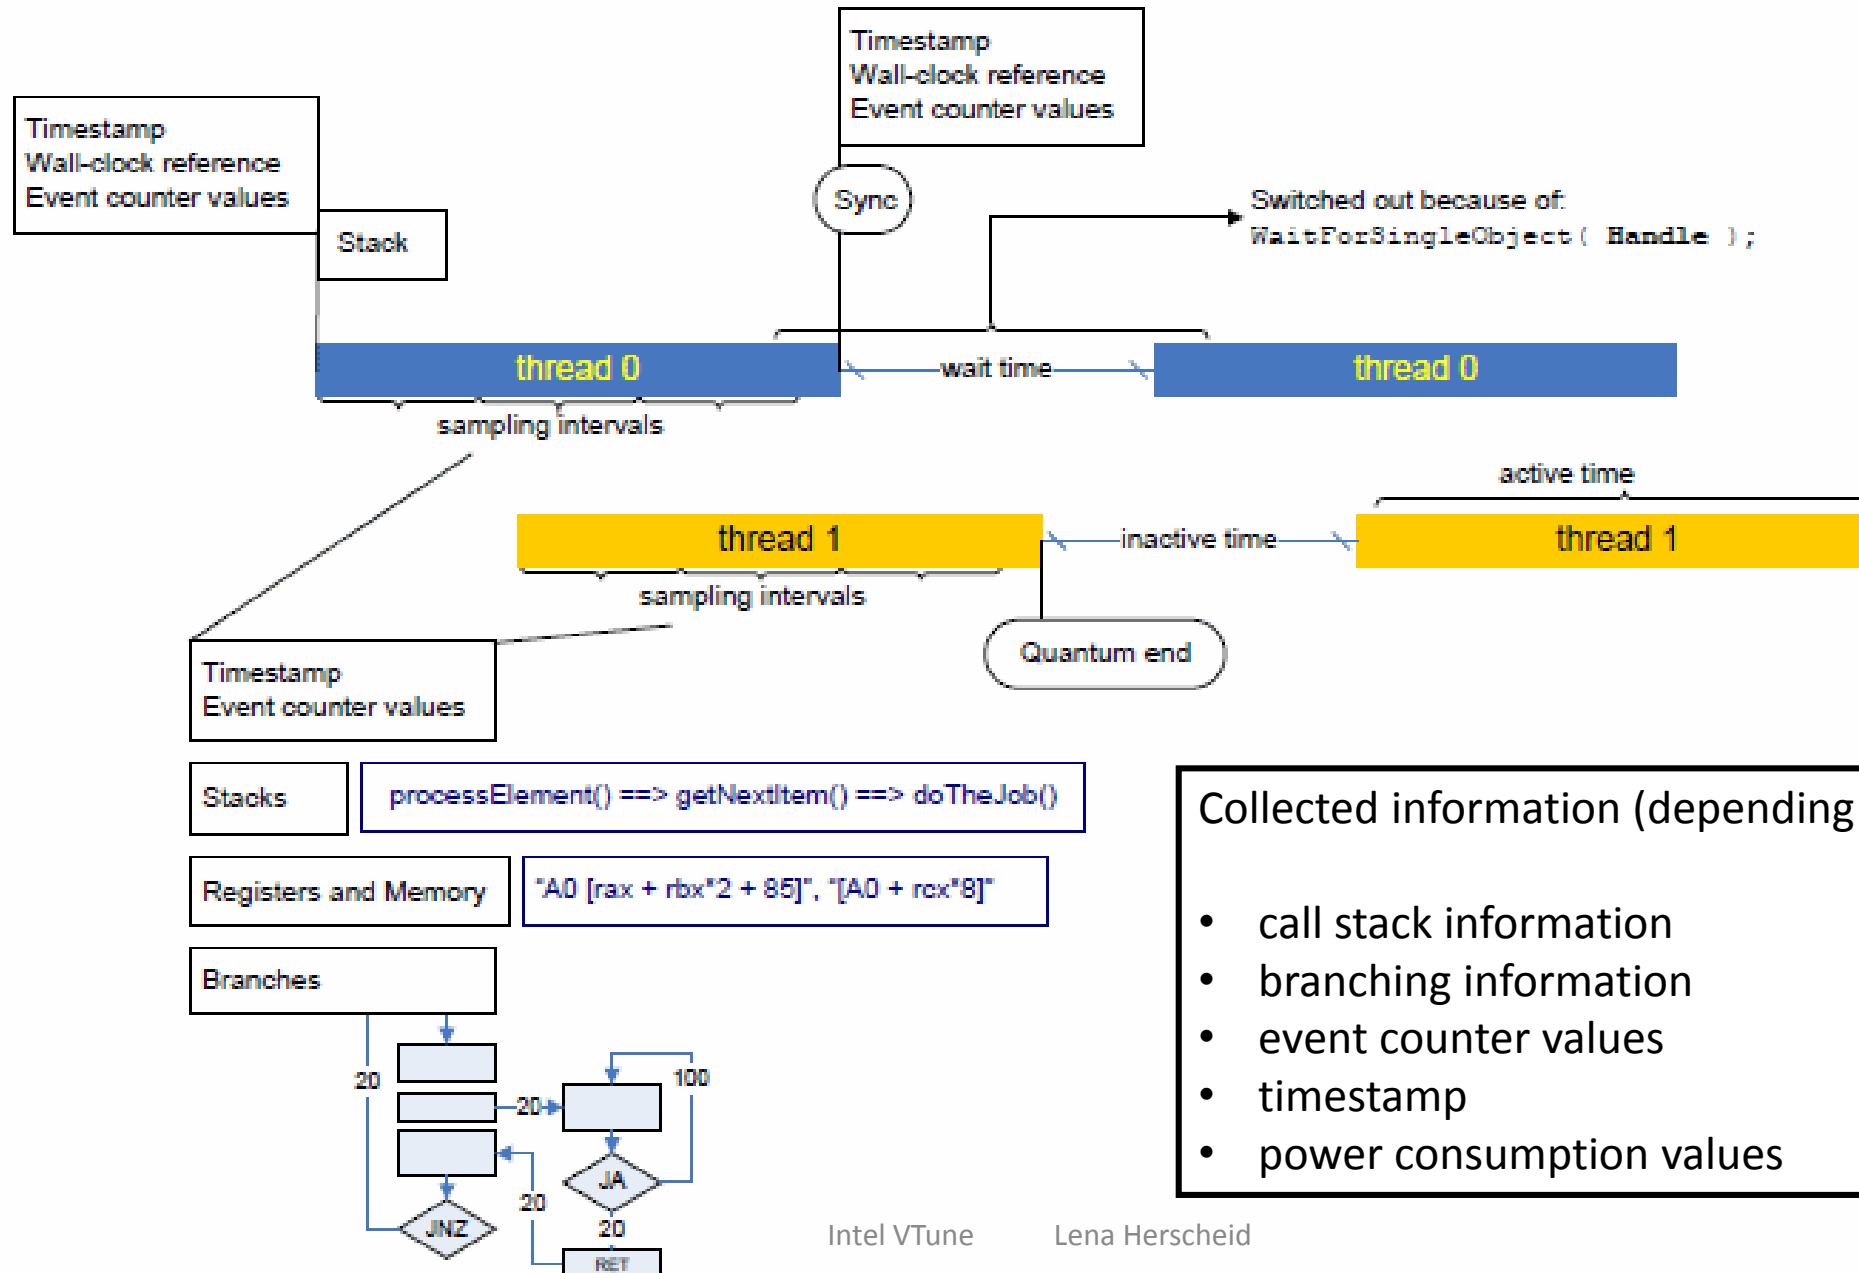 Timestamp
Wall-clock reference
Event counter values
Timestamp
Wall-clock reference
Event counter values
Stack
Sync
Switched out because of:
WaitForSingleObject( Handle );
thread 0
wait time
thread 0
sampling intervals
active time
thread 1
inactive time
thread 1
sampling intervals
Quantum end
Timestamp
Event counter values
Stacks
processElement() ==> getNextItem() ==> doTheJob()
Registers and Memory
"A0 [rax + rbx*2 + 85]", "[A0 + rcx*8]"
Branches
20
20
100
JA
20
JNZ
20
RET
Collected information (depending
• call stack information
• branching information
• event counter values
• timestamp
• power consumption values
Intel VTune
Lena Herscheid